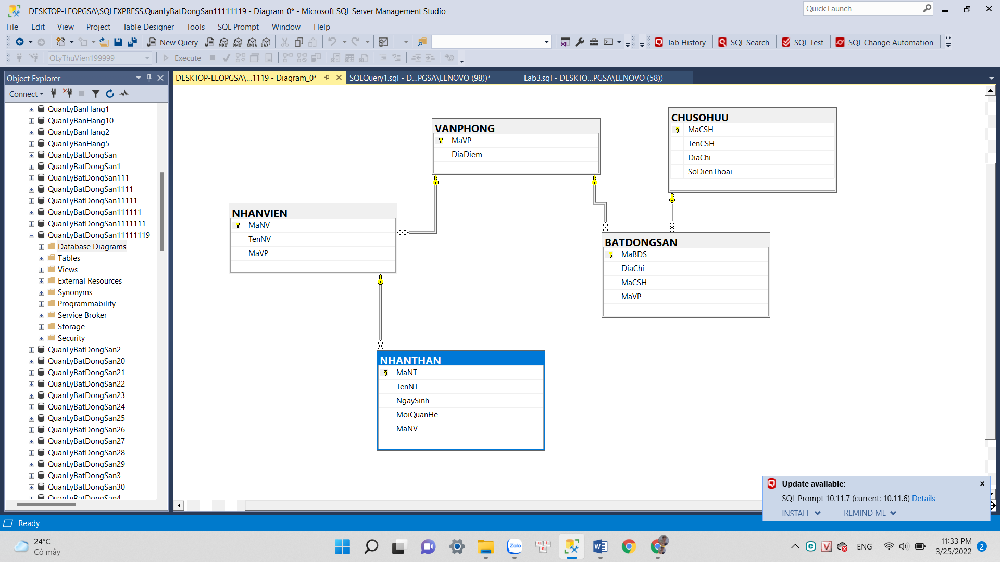 DESKTOP-LEOPGSA\SQLEXPRESS.QuanLyBatDongSan11111119 - Diagram_0* - Microsoft SQL Server Management Studio
Quick Launch
File Edit View Project Table Designer Tools SQL Prompt Window Help
New Query MDX DMX XMLA DAX Tab History SQL Search SQL Test SQL Change Automation
QLyThuVien199999 Execute
Object Explorer
DESKTOP-LEOPGSA\...1119 - Diagram_0* SQLQuery1.sql - D...PGSA\LENOVO (98))* Lab3.sql - DESKTO...PGSA\LENOVO (58))
Connect
QuanLyBanHang1
QuanLyBanHang10
QuanLyBanHang2
QuanLyBanHang5
QuanLyBatDongSan
QuanLyBatDongSan1
QuanLyBatDongSan111
QuanLyBatDongSan1111
QuanLyBatDongSan11111
QuanLyBatDongSan111111
QuanLyBatDongSan1111111
QuanLyBatDongSan11111119
Database Diagrams
Tables
Views
External Resources
Synonyms
Programmability
Service Broker
Storage
Security
QuanLyBatDongSan2
QuanLyBatDongSan20
QuanLyBatDongSan21
QuanLyBatDongSan22
QuanLyBatDongSan23
QuanLyBatDongSan24
QuanLyBatDongSan25
QuanLyBatDongSan26
QuanLyBatDongSan27
QuanLyBatDongSan28
QuanLyBatDongSan29
QuanLyBatDongSan3
QuanLyBatDongSan30
QuanLyBatDongSan4
VANPHONG
MaVP
DiaDiem
CHUSOHUU
MaCSH
TenCSH
DiaChi
SoDienThoai
NHANVIEN
MaNV
TenNV
MaVP
BATDONGSAN
MaBDS
DiaChi
MaCSH
MaVP
NHANTHAN
MaNT
TenNT
NgaySinh
MoiQuanHe
MaNV
Update available:
SQL Prompt 10.11.7 (current: 10.11.6) Details
INSTALL REMIND ME
Ready
24°C
Có mây
Zalo
ENG
11:33 PM
3/25/2022
2